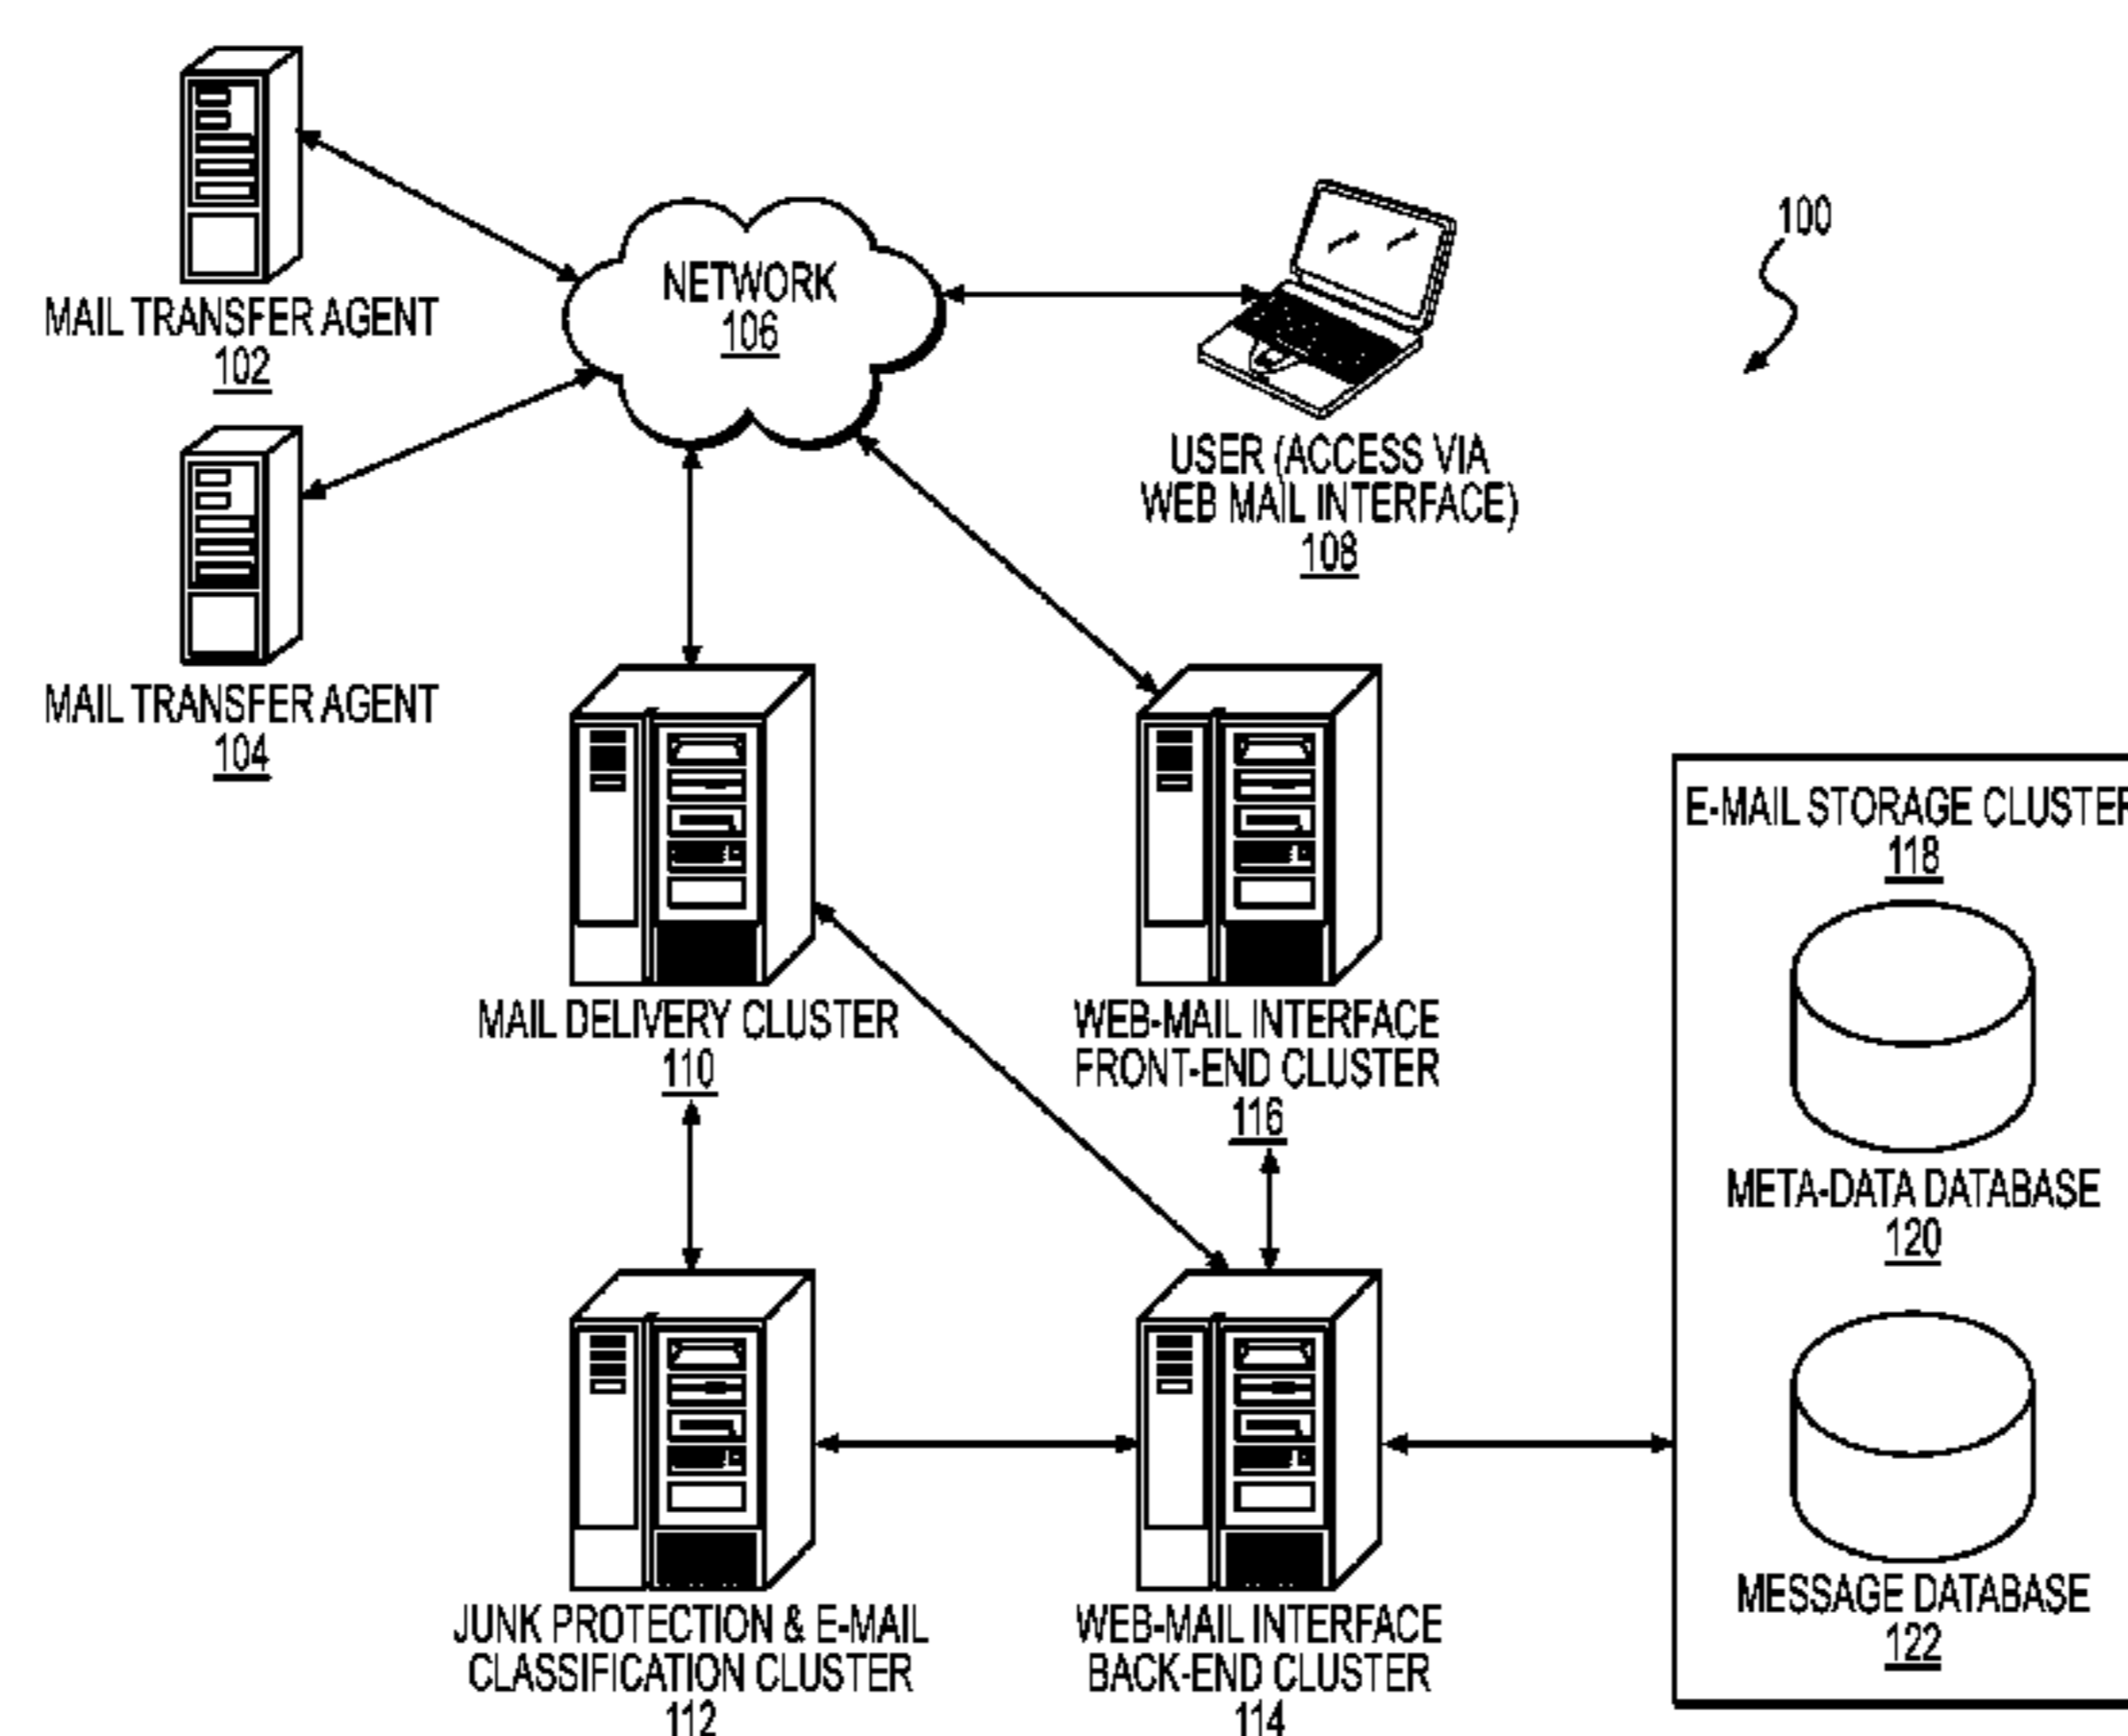 MAIL TRANSFER AGENT
102
NETWORK
106
100
USER (ACCESS VIA
WEB MAIL INTERFACE)
108
MAIL TRANSFER AGENT
104
MAIL DELIVERY CLUSTER
110
WEB-MAIL INTERFACE
FRONT-END CLUSTER
116
E-MAIL STORAGE CLUSTER
118
META-DATA DATABASE
120
MESSAGE DATABASE
122
JUNK PROTECTION & E-MAIL
CLASSIFICATION CLUSTER
112
WEB-MAIL INTERFACE
BACK-END CLUSTER
114